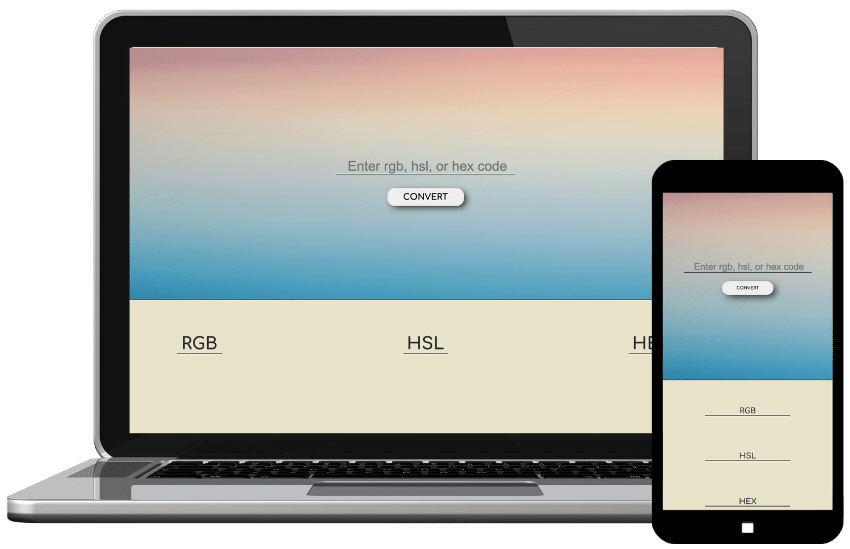 Enter rgb, hsl, or hex code
CONVERT
RGB HSL HE
Enter rgb, hsl, or hex code
CONVERT
RGB
HSL
HEX